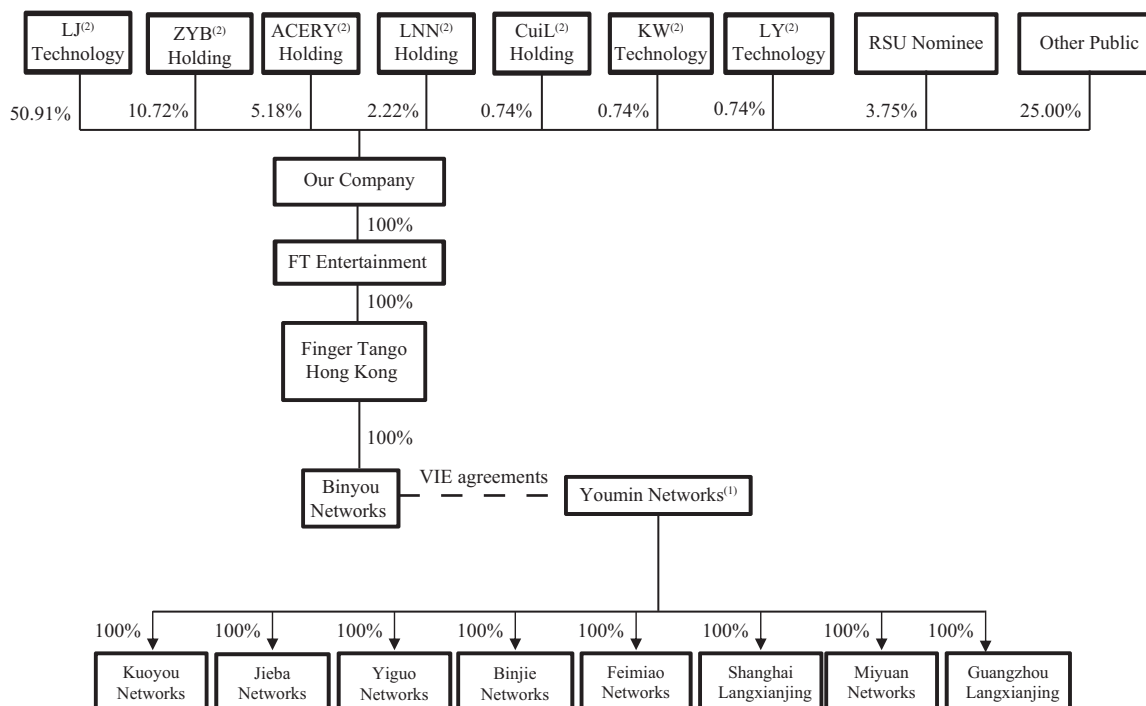 LJ(2)
Technology
ZYB(2)
Holding
ACERY(2)
Holding
LNN(2)
Holding
CuiL(2)
Holding
KW(2)
Technology
LY(2)
Technology
RSU Nominee
Other Public
50.91%
10.72%
5.18%
2.22%
0.74%
0.74%
0.74%
3.75%
25.00%
Our Company
100%
FT Entertainment
100%
Finger Tango
Hong Kong
100%
Binyou
Networks
VIE agreements
Youmin Networks(1)
100%
100%
100%
100%
100%
100%
100%
100%
Kuoyou
Networks
Jieba
Networks
Yiguo
Networks
Binjie
Networks
Feimiao
Networks
Shanghai
Langxianjing
Miyuan
Networks
Guangzhou
Langxianjing